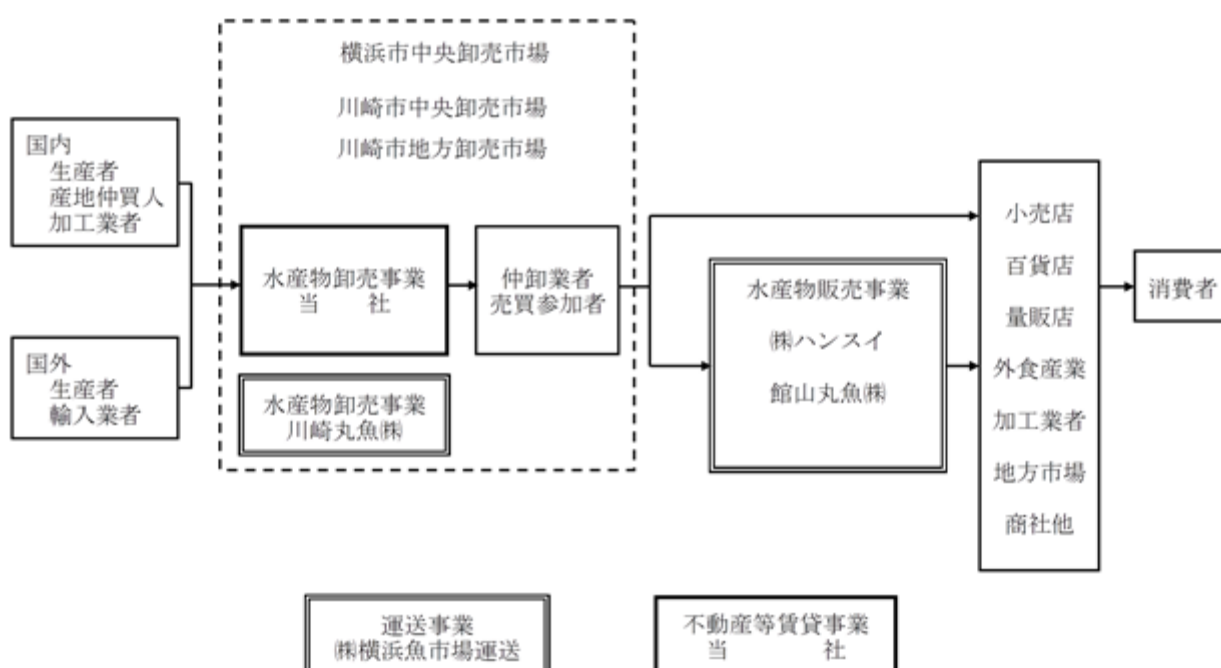 横浜市中央卸売市場
川崎市中央卸売市場
川崎市地方卸売市場
国内
生産者
産地仲買人
加工業者
国外
生産者
輸入業者
水産物卸売事業
当　　社
水産物卸売事業
川崎丸魚㈱
仲卸業者
売買参加者
水産物販売事業
㈱ハンスイ
館山丸魚㈱
小売店
百貨店
量販店
外食産業
加工業者
地方市場
商社他
消費者
運送事業
㈱横浜魚市場運送
不動産等賃貸事業
当　　　　社